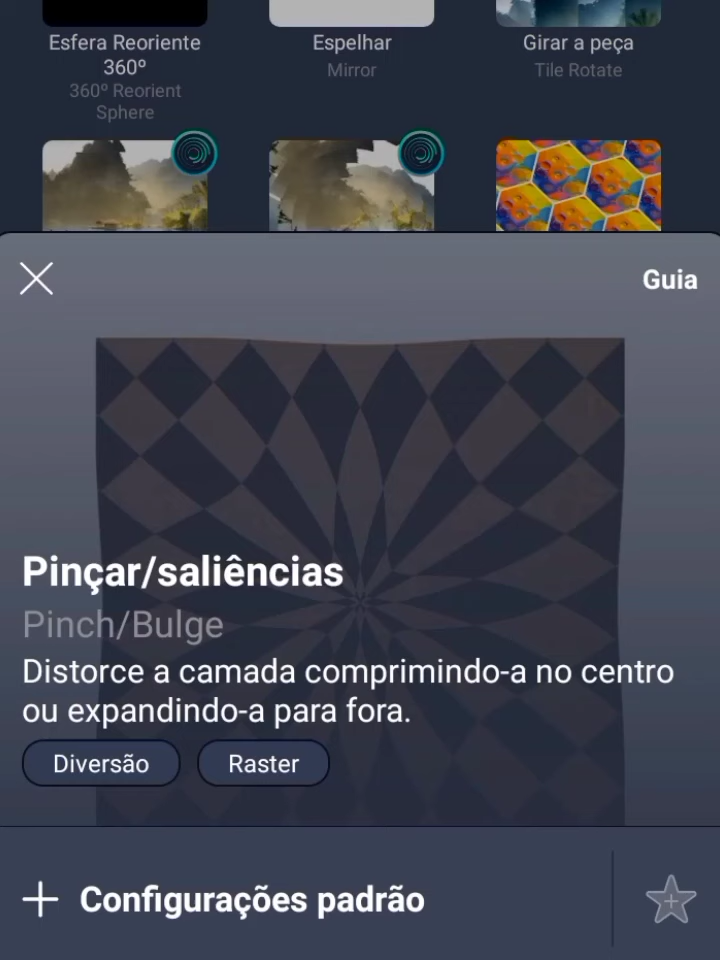 Esfera Reoriente
360º
360º Reorient
Sphere
Espelhar
Mirror
Girar a peça
Tile Rotate
Guia
Pinçar/saliências
Pinch/Bulge
Distorce a camada comprimindo-a no centro
ou expandindo-a para fora.
Diversão
Raster
Configurações padrão